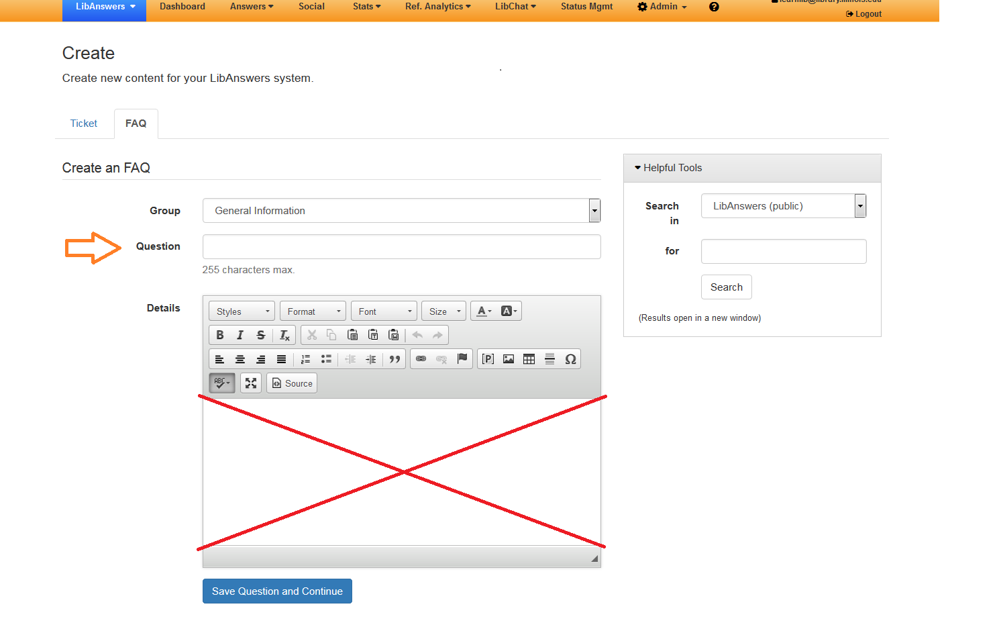 LibAnswers Dashboard Answers Social Stats Ref. Analytics LibChat Status Mgmt Admin ?
Logout
Create
Create new content for your LibAnswers system.
Ticket FAQ
Create an FAQ
Group General Information
Question
255 characters max.
Details
Styles Format Font Size A A
B I S Ix
ABC Source
Save Question and Continue
Helpful Tools
Search in LibAnswers (public)
for
Search
(Results open in a new window)